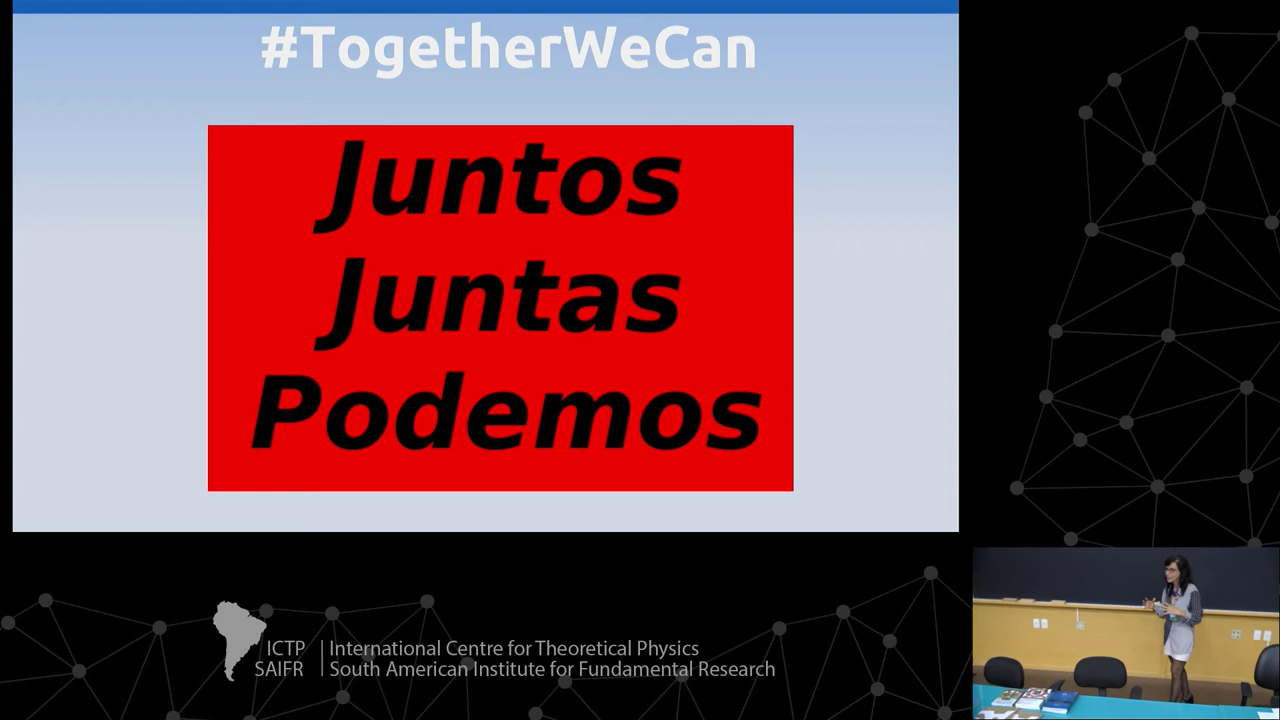 #TogetherWeCan
Juntos
Juntas
Podemos
ICTP
SAIFR
International Centre for Theoretical Physics
South American Institute for Fundamental Research